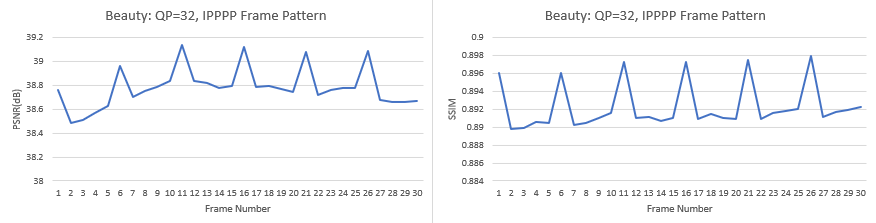 Beauty: QP=32, IPPPP Frame Pattern
39.2
39
38.8
38.6
38.4
38.2
38
PSNR(dB)
1 2 3 4 5 6 7 8 9 10 11 12 13 14 15 16 17 18 19 20 21 22 23 24 25 26 27 28 29 30
Frame Number
Beauty: QP=32, IPPPP Frame Pattern
0.9
0.898
0.896
0.894
0.892
0.89
0.888
0.886
0.884
SSIM
1 2 3 4 5 6 7 8 9 10 11 12 13 14 15 16 17 18 19 20 21 22 23 24 25 26 27 28 29 30
Frame Number